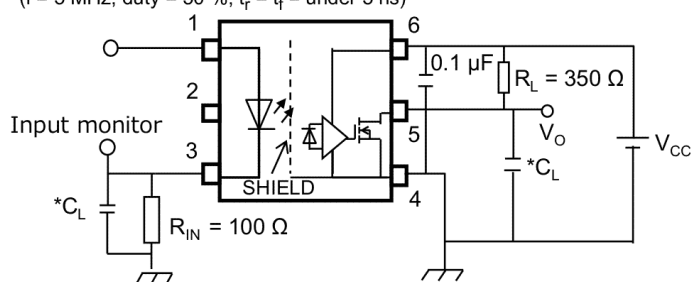 (f = 5 MHz, duty = 50 %, tr = tf = under 5 ns)
1
6
0.1 µF
RL = 350 Ω
2
Input monitor
5
VO
VCC
3
SHIELD
4
*CL
*CL
RIN = 100 Ω